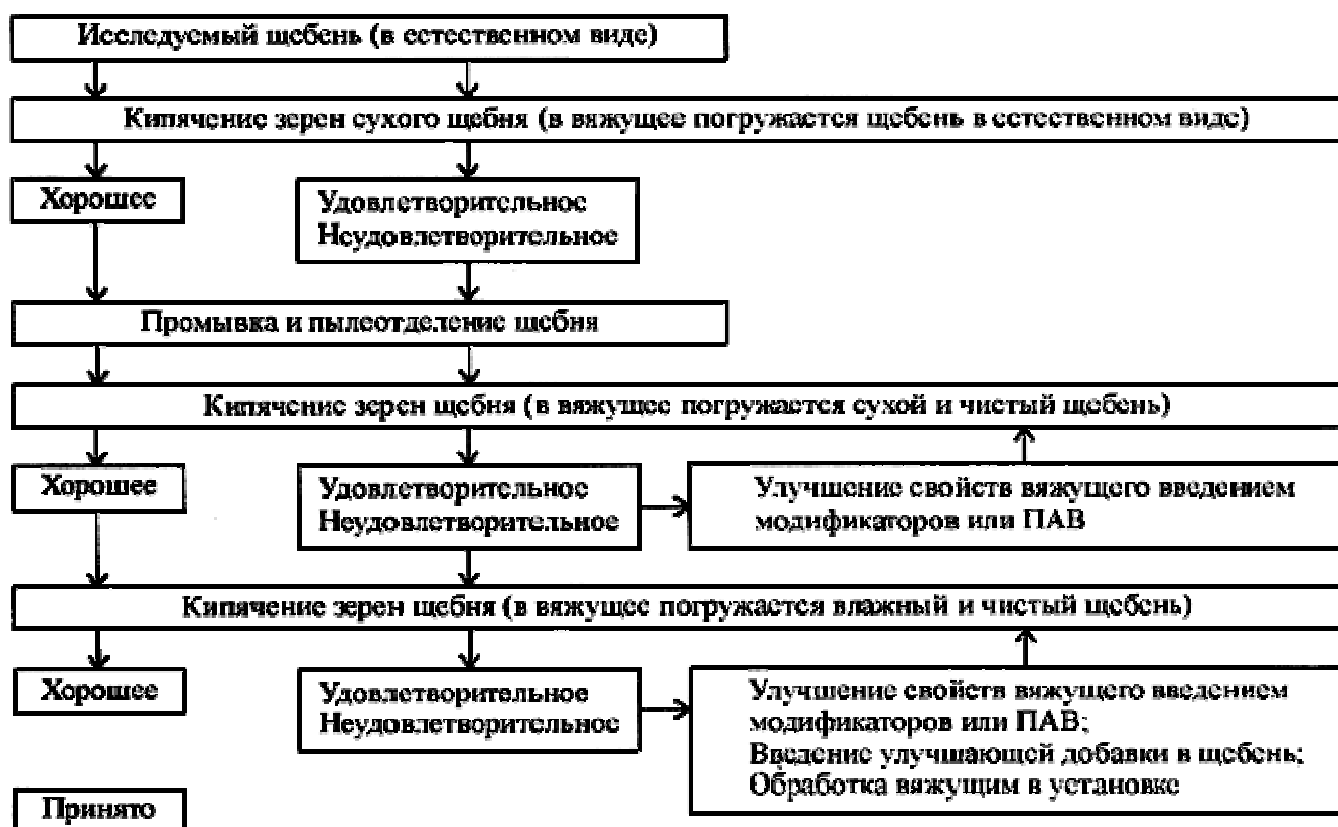 Исследуемый щебень (в естественном виде)
Кипячение зерен сухого щебня (в вяжущее погружается щебень в естественном виде)
Хорошее
Удовлетворительное
Неудовлетворительное
Промывка и пылеотделение щебня
Кипячение зерен щебня (в вяжущее погружается сухой и чистый щебень)
Хорошее
Удовлетворительное
Неудовлетворительное
Улучшение свойств вяжущего введением
модификаторов или ПАВ
Кипячение зерен щебня (в вяжущее погружается влажный и чистый щебень)
Хорошее
Удовлетворительное
Неудовлетворительное
Улучшение свойств вяжущего введением
модификаторов или ПАВ;
Введение улучшающей добавки в щебень;
Обработка вяжущим в установке
Принято